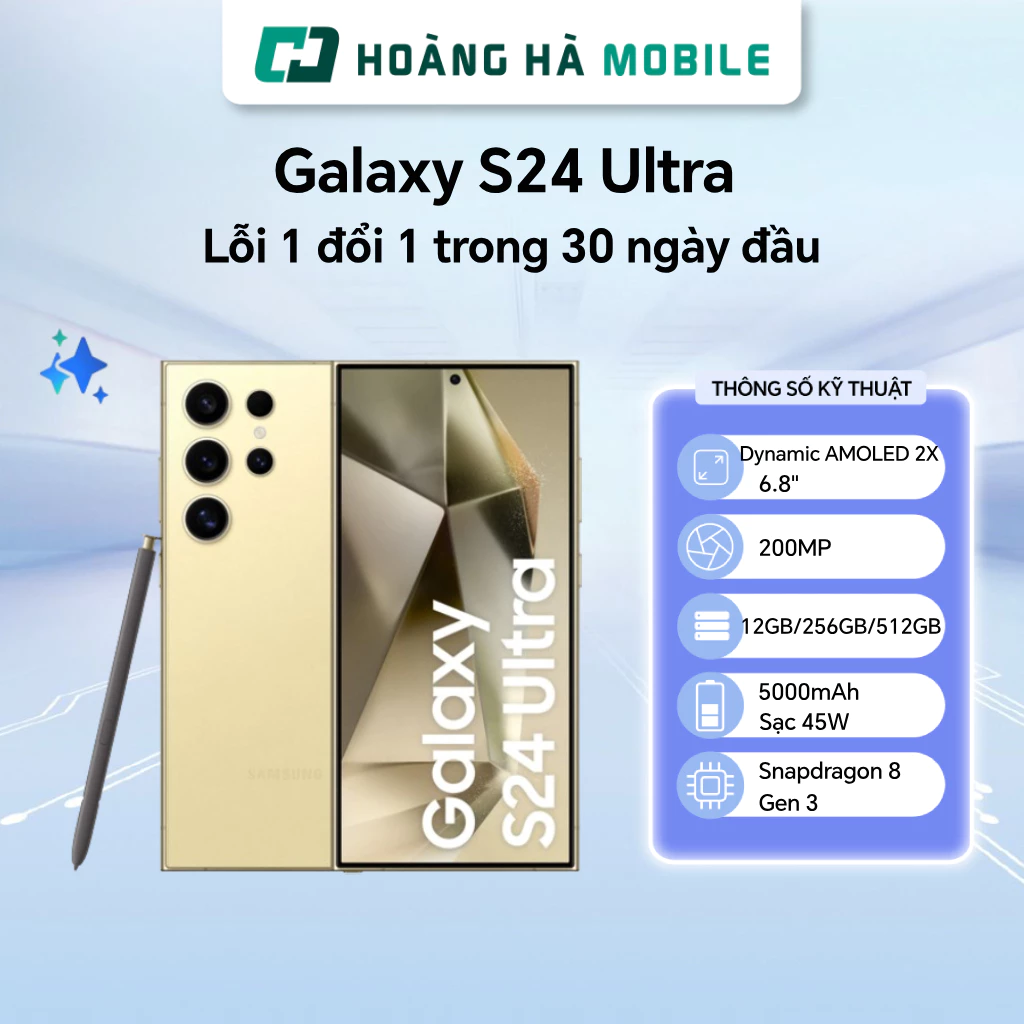 HOÀNG HÀ MOBILE
Galaxy S24 Ultra
Lỗi 1 đổi 1 trong 30 ngày đầu
SAMSUNG
Galaxy
S24 Ultra
THÔNG SỐ KỸ THUẬT
Dynamic AMOLED 2X
6.8"
200MP
12GB/256GB/512GB
5000mAh
Sạc 45W
Snapdragon 8
Gen 3